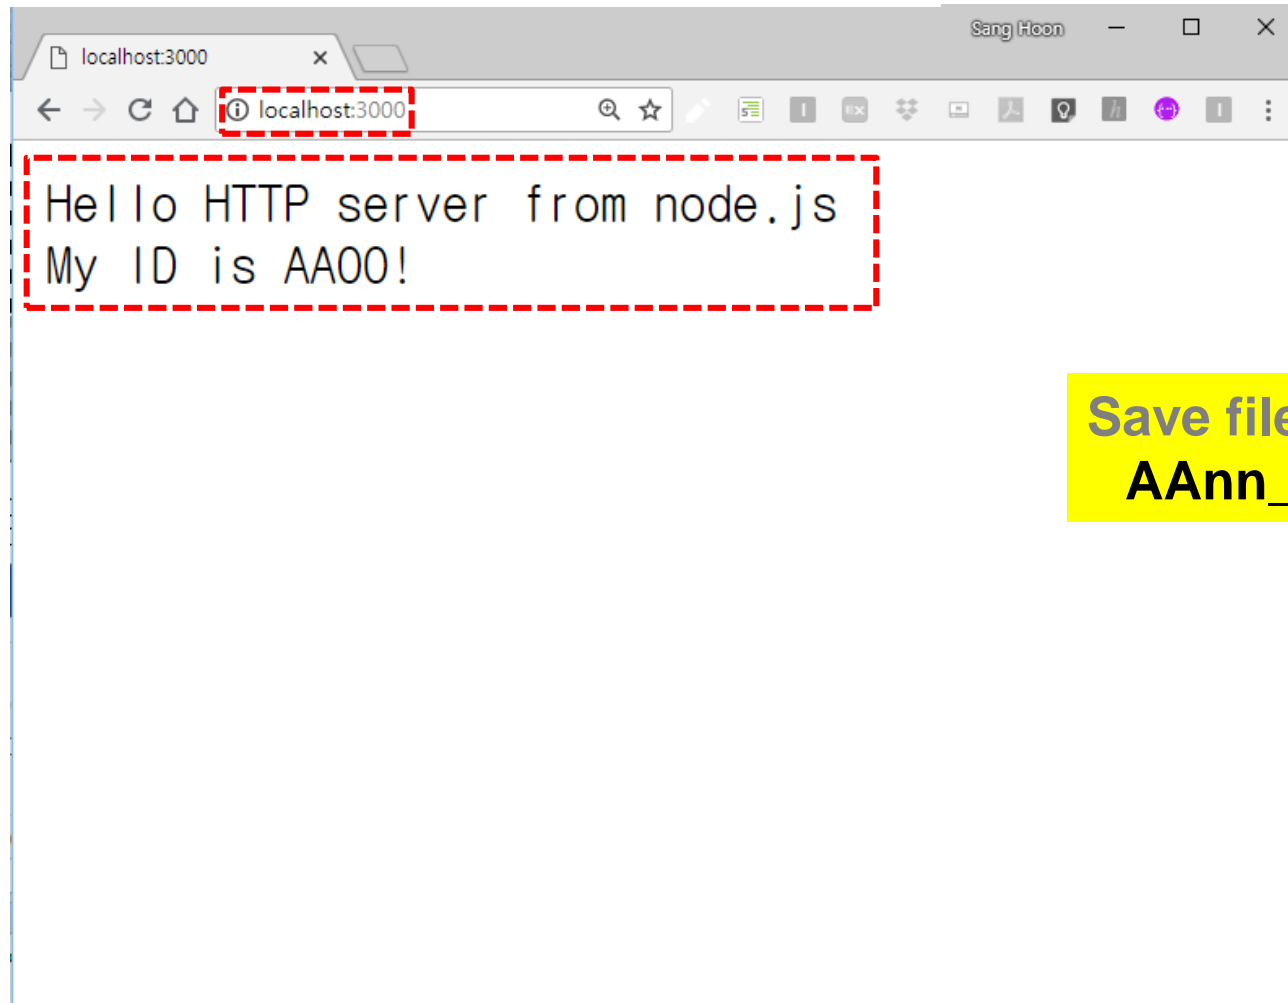 Sang Hoon
localhost:3000
localhost:3000
Hello HTTP server from node.js
My ID is AA00!
Save file
AAnn_